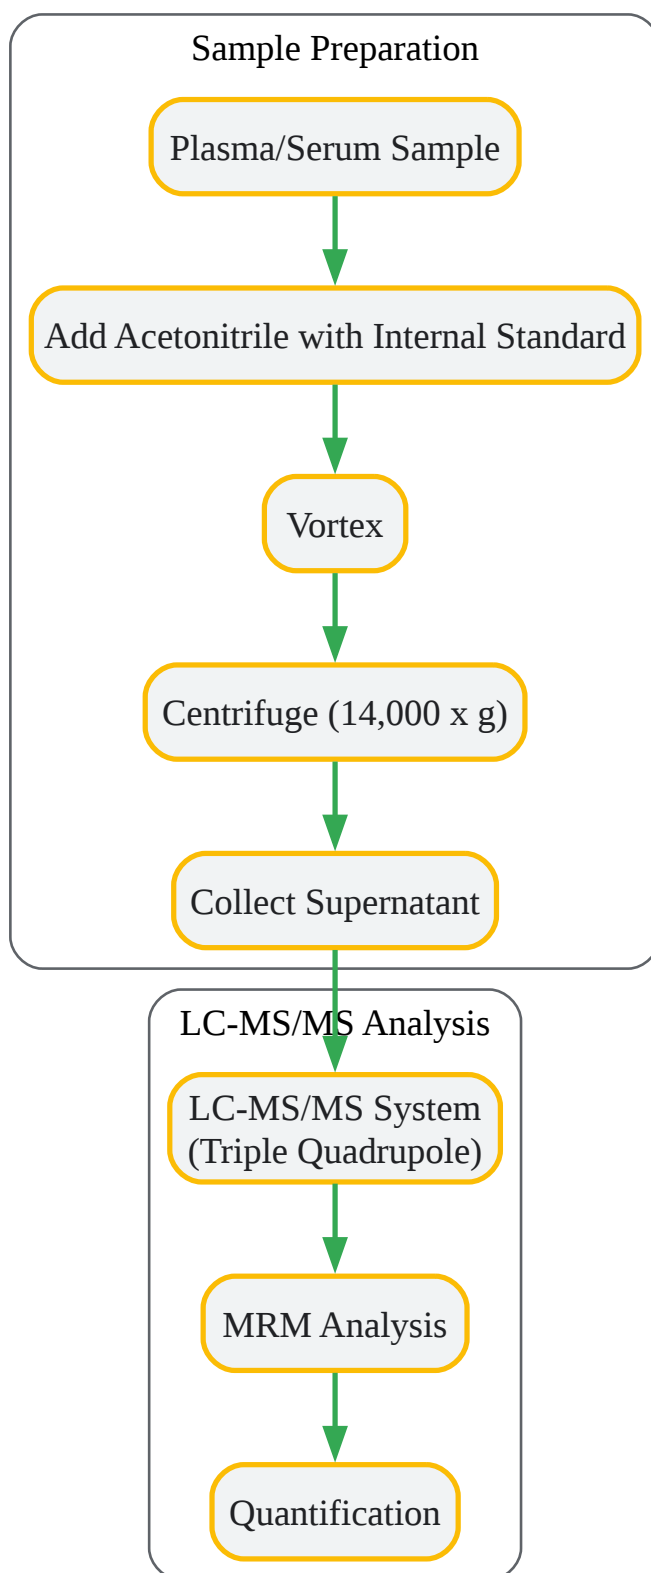 Sample Preparation
Plasma/Serum Sample
Add Acetonitrile with Internal Standard
Vortex
Centrifuge (14,000 x g)
Collect Supernatant
LC-MS/MS Analysis
LC-MS/MS System
(Triple Quadrupole)
MRM Analysis
Quantification